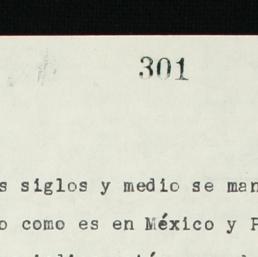 301
s siglos y medio se man
o como es en México y P